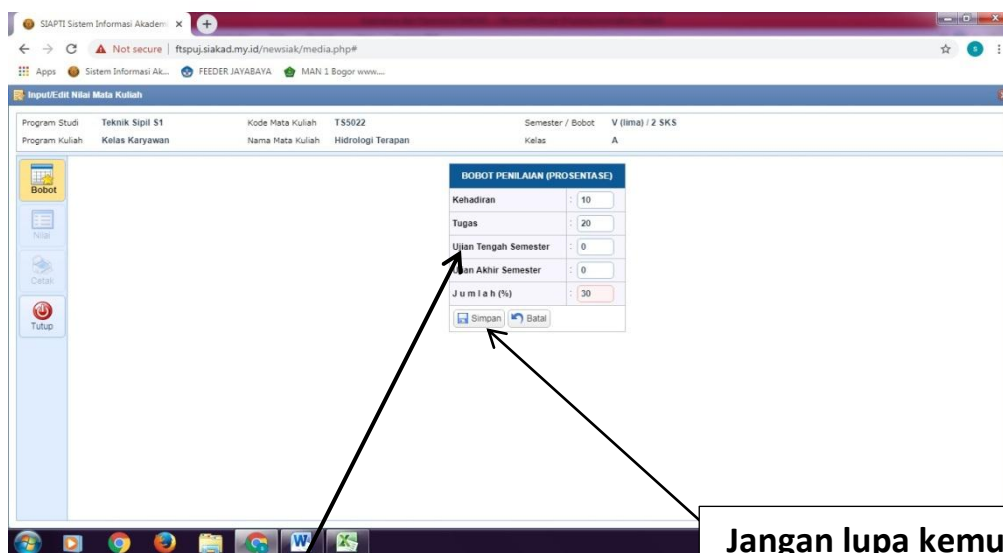 SIAPTI Sistem Informasi Akadem
Not secure | ftspuj.siakad.my.id/newsiak/media.php#
Apps Sistem Informasi Ak... FEEDER JAYABAYA MAN 1 Bogor www....
Input/Edit Nilai Mata Kuliah
Program Studi Teknik Sipil S1 Kode Mata Kuliah TS5022 Semester / Bobot V (lima) / 2 SKS
Program Kuliah Kelas Karyawan Nama Mata Kuliah Hidrologi Terapan Kelas A
Bobot
Nilai
Cetak
Tutup
BOBOT PENILAIAN (PROSENTASE)
Kehadiran : 10
Tugas : 20
Ujian Tengah Semester : 0
Ujian Akhir Semester : 0
J u m l a h (%) : 30
Simpan Batal
Jangan lupa kemu